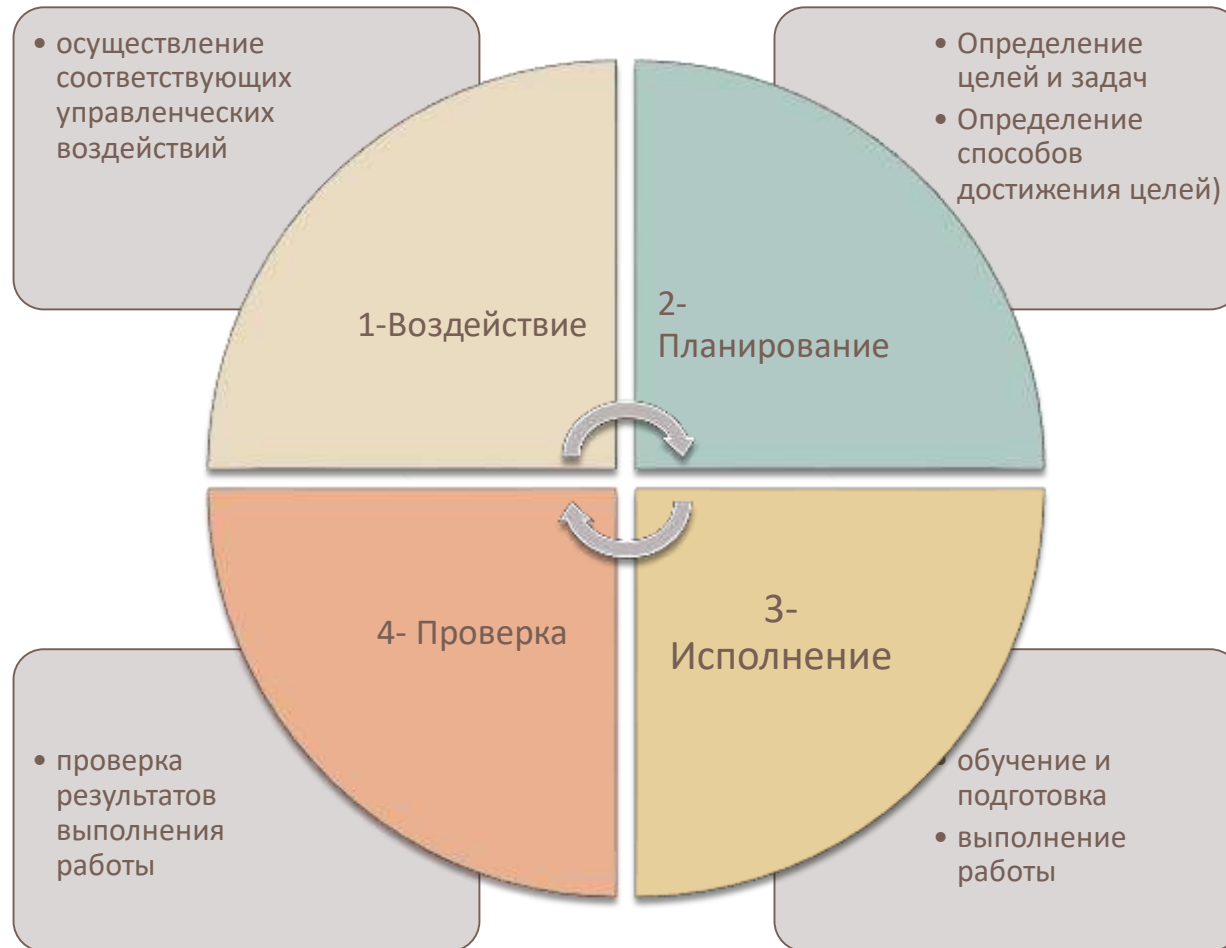 • осуществление
соответствующих
управленческих
воздействий
• Определение
целей и задач
• Определение
способов
достижения целей)
1-Воздействие
2-
Планирование
4- Проверка
3-
Исполнение
• проверка
результатов
выполнения
работы
• обучение и
подготовка
• выполнение
работы